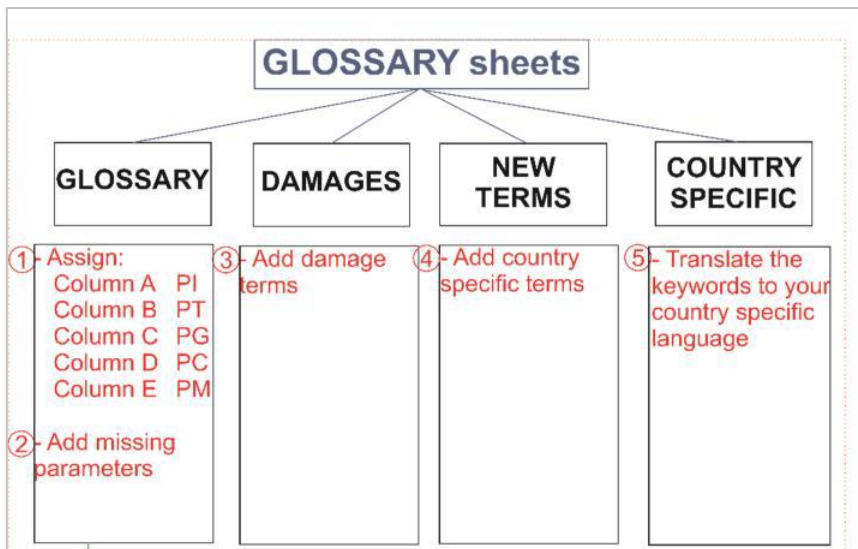 GLOSSARY sheets
GLOSSARY
DAMAGES
NEW
TERMS
COUNTRY
SPECIFIC
① - Assign:
Column A PI
Column B PT
Column C PG
Column D PC
Column E PM
② - Add missing
parameters
③ - Add damage
terms
④ - Add country
specific terms
⑤ - Translate the
keywords to your
country specific
language